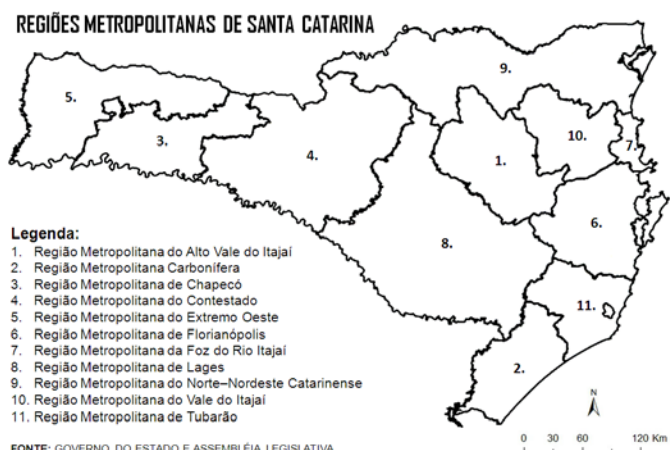 REGIÕES METROPOLITANAS DE SANTA CATARINA
9.
5.
10.
3.
7.
4.
1.
6.
8.
11.
2.
Legenda:
1. Região Metropolitana do Alto Vale do Itajaí
2. Região Metropolitana Carbonífera
3. Região Metropolitana de Chapecó
4. Região Metropolitana do Contestado
5. Região Metropolitana do Extremo Oeste
6. Região Metropolitana de Florianópolis
7. Região Metropolitana da Foz do Rio Itajaí
8. Região Metropolitana de Lages
9. Região Metropolitana do Norte–Nordeste Catarinense
10. Região Metropolitana do Vale do Itajaí
11. Região Metropolitana de Tubarão
FONTE: GOVERNO DO ESTADO E ASSEMBLÉIA LEGISLATIVA
N
0 30 60 120 Km